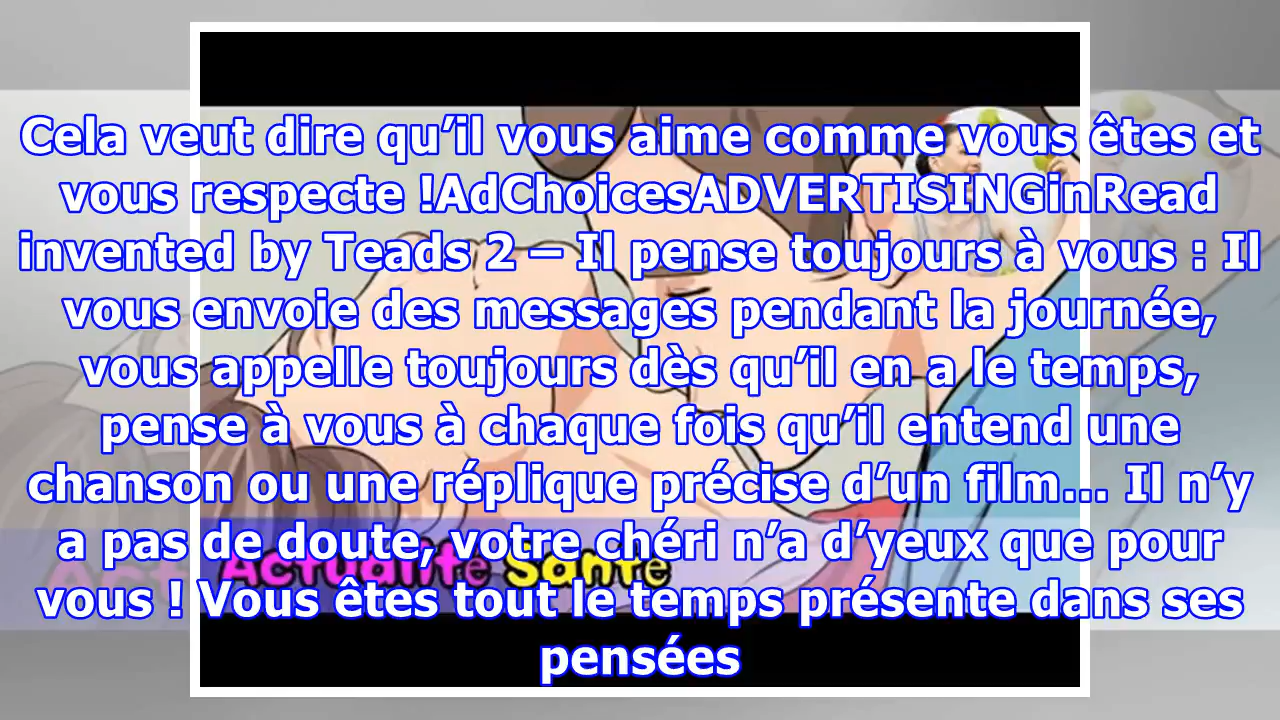 Cela veut dire qu’il vous aime comme vous êtes et
vous respecte !AdChoicesADVERTISINGinRead
invented by Teads 2 – Il pense toujours à vous : Il
vous envoie des messages pendant la journée,
vous appelle toujours dès qu’il en a le temps,
pense à vous à chaque fois qu’il entend une
chanson ou une réplique précise d’un film… Il n’y
a pas de doute, votre chéri n’a d’yeux que pour
vous ! Vous êtes tout le temps présente dans ses
pensées
Actualité Santé